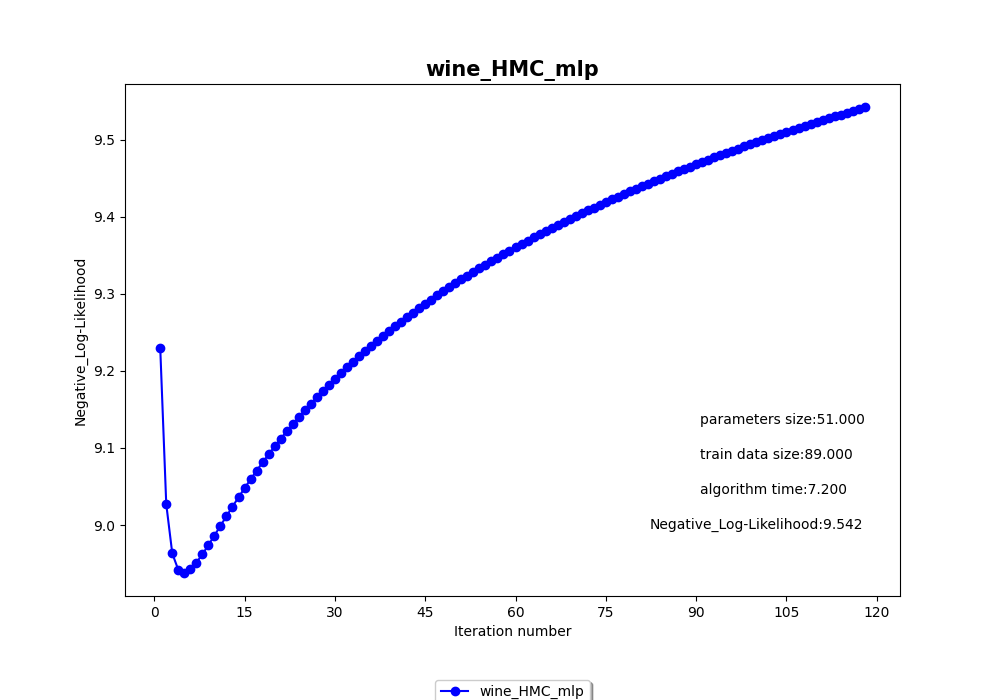 wine_HMC_mlp
Negative_Log-Likelihood
9.5
9.4
9.3
9.2
9.1
9.0
parameters size:51.000
train data size:89.000
algorithm time:7.200
Negative_Log-Likelihood:9.542
0 15 30 45 60 75 90 105 120
Iteration number
wine_HMC_mlp